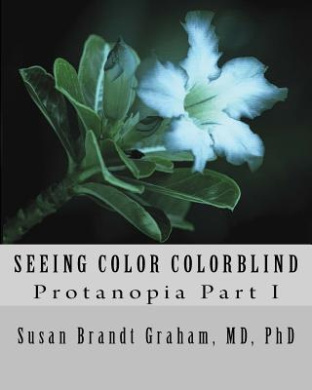 SEEING COLOR COLORBLIND
Protanopia Part I
Susan Brandt Graham, MD, PhD